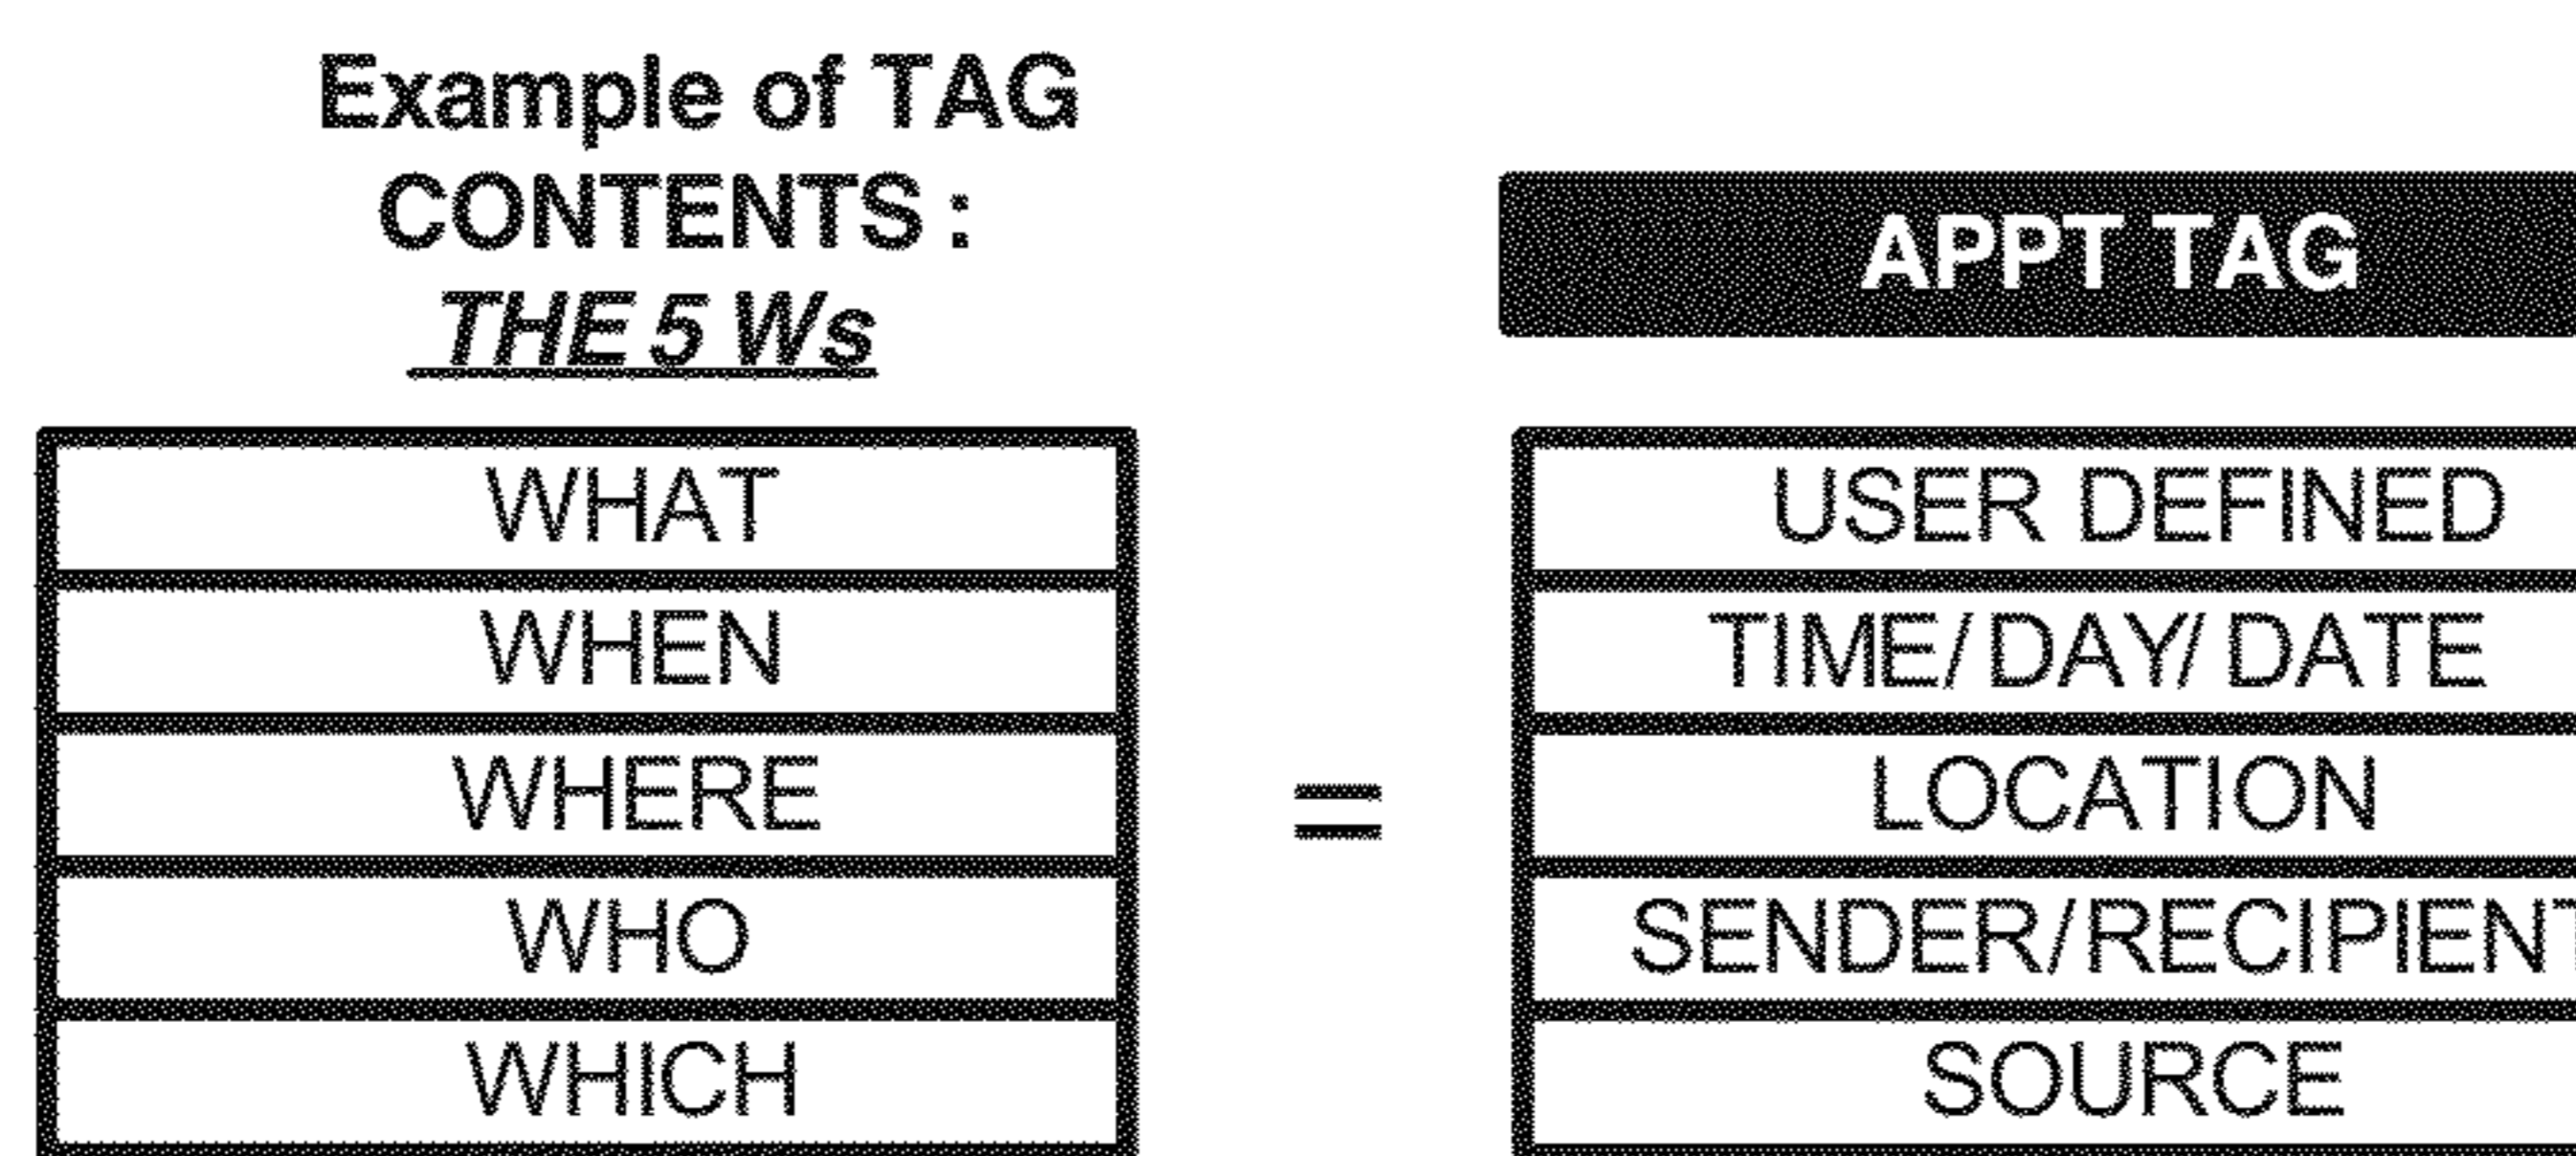 Example of TAG
CONTENTS :
THE 5 Ws
WHAT
WHEN
WHERE
WHO
WHICH
=
APPT TAG
USER DEFINED
TIME/DAY/DATE
LOCATION
SENDER/RECIPIENT
SOURCE